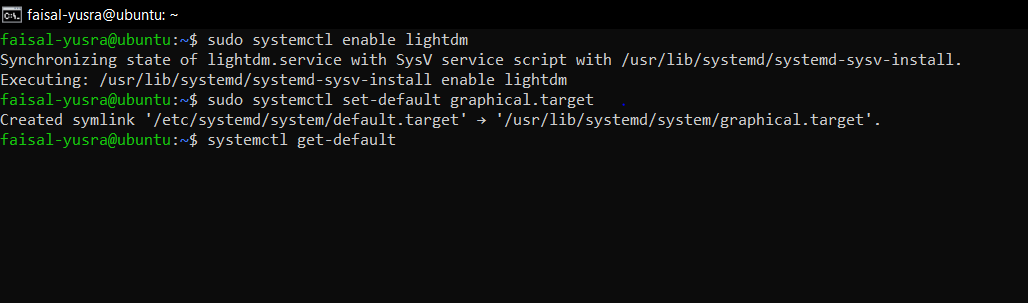 faisal-yusra@ubuntu: ~
faisal-yusra@ubuntu:~$ sudo systemctl enable lightdm
Synchronizing state of lightdm.service with SysV service script with /usr/lib/systemd/systemd-sysv-install.
Executing: /usr/lib/systemd/systemd-sysv-install enable lightdm
faisal-yusra@ubuntu:~$ sudo systemctl set-default graphical.target
Created symlink '/etc/systemd/system/default.target' → '/usr/lib/systemd/system/graphical.target'.
faisal-yusra@ubuntu:~$ systemctl get-default